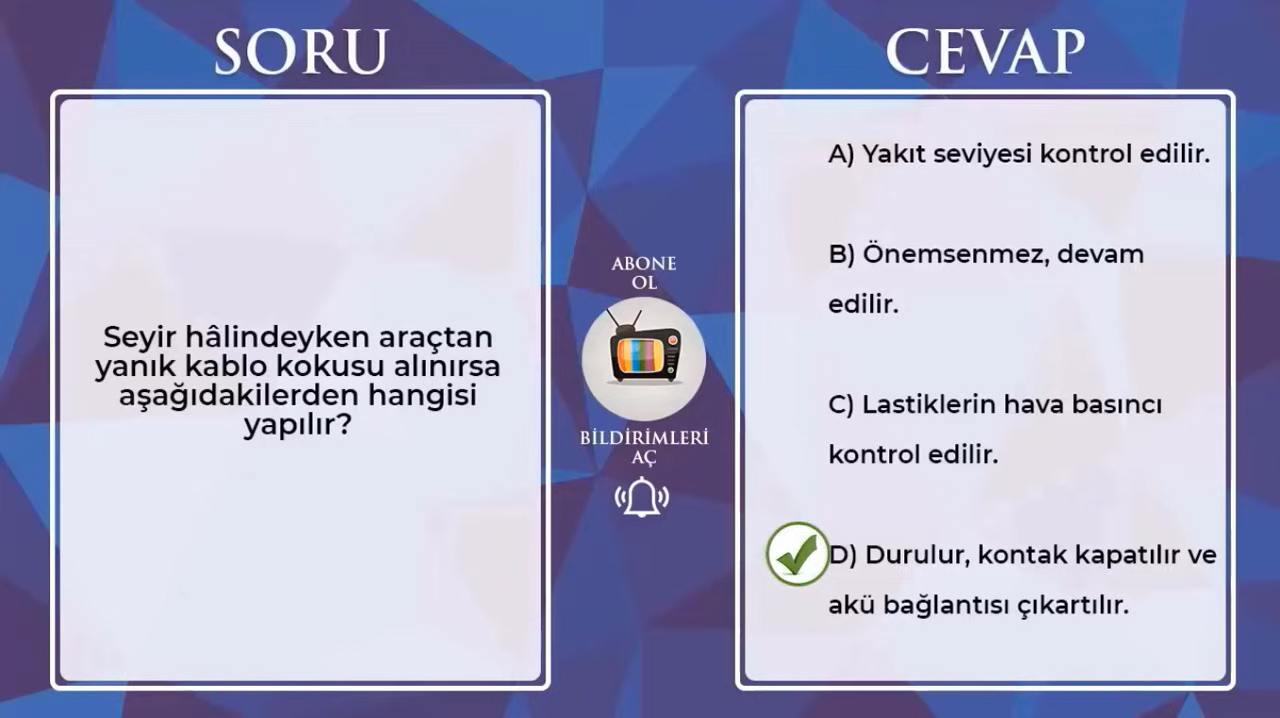 SORU
Seyir hâlindeyken araçtan
yanık kablo kokusu alınırsa
aşağıdakilerden hangisi
yapılır?
ABONE
OL
BİLDİRİMLERİ
AÇ
CEVAP
A) Yakıt seviyesi kontrol edilir.
B) Önemsenmez, devam
edilir.
C) Lastiklerin hava basıncı
kontrol edilir.
D) Durulur, kontak kapatılır ve
akü bağlantısı çıkartılır.